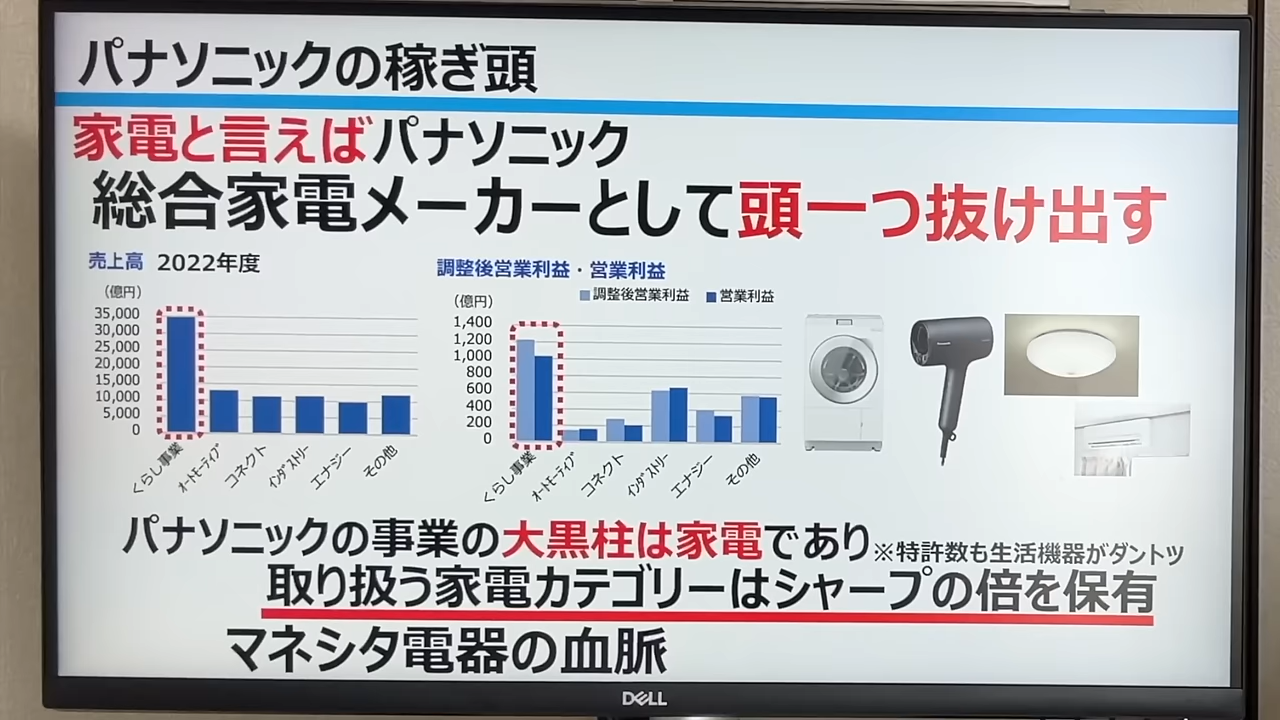 パナソニックの稼ぎ頭
家電と言えばパナソニック
総合家電メーカーとして頭一つ抜け出す
売上高 2022年度
（億円）
35,000
30,000
25,000
20,000
15,000
10,000
5,000
0
くらし事業
オートモーティブ
コネクト
インダストリー
エナジー
その他
調整後営業利益・営業利益
（億円）
調整後営業利益 営業利益
1,400
1,200
1,000
800
600
400
200
0
くらし事業
オートモーティブ
コネクト
インダストリー
エナジー
その他
パナソニックの事業の大黒柱は家電であり※特許数も生活機器がダントツ
取り扱う家電カテゴリーはシャープの倍を保有
マネシタ電器の血脈
DELL